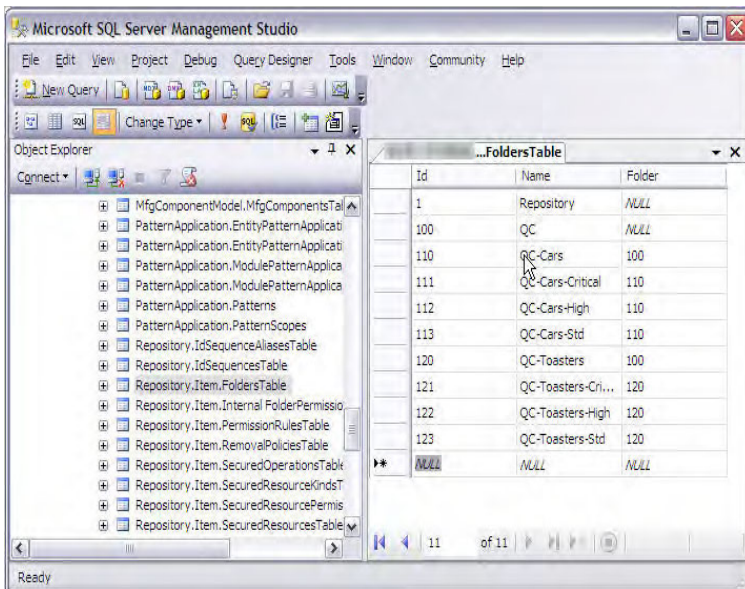 Microsoft SQL Server Management Studio
File Edit View Project Debug Query Designer Tools Window Community Help
New Query
SQL Change Type SQL
Object Explorer
Connect
MfgComponentModel.MfgComponentsTal
PatternApplication.EntityPatternApplicati
PatternApplication.EntityPatternApplicati
PatternApplication.ModulePatternApplica
PatternApplication.ModulePatternApplica
PatternApplication.Patterns
PatternApplication.PatternScopes
Repository.IdSequenceAliasesTable
Repository.IdSequencesTable
Repository.Item.FoldersTable
Repository.Item.Internal FolderPermissio
Repository.Item.PermissionRulesTable
Repository.Item.RemovalPoliciesTable
Repository.Item.SecuredOperationsTable
Repository.Item.SecuredResourceKindsT
Repository.Item.SecuredResourcePermis
Repository.Item.SecuredResourcesTable
...FoldersTable
Id Name Folder
1 Repository NULL
100 QC NULL
110 QC-Cars 100
111 QC-Cars-Critical 110
112 QC-Cars-High 110
113 QC-Cars-Std 110
120 QC-Toasters 100
121 QC-Toasters-Cri... 120
122 QC-Toasters-High 120
123 QC-Toasters-Std 120
NULL NULL NULL
11 of 11
Ready